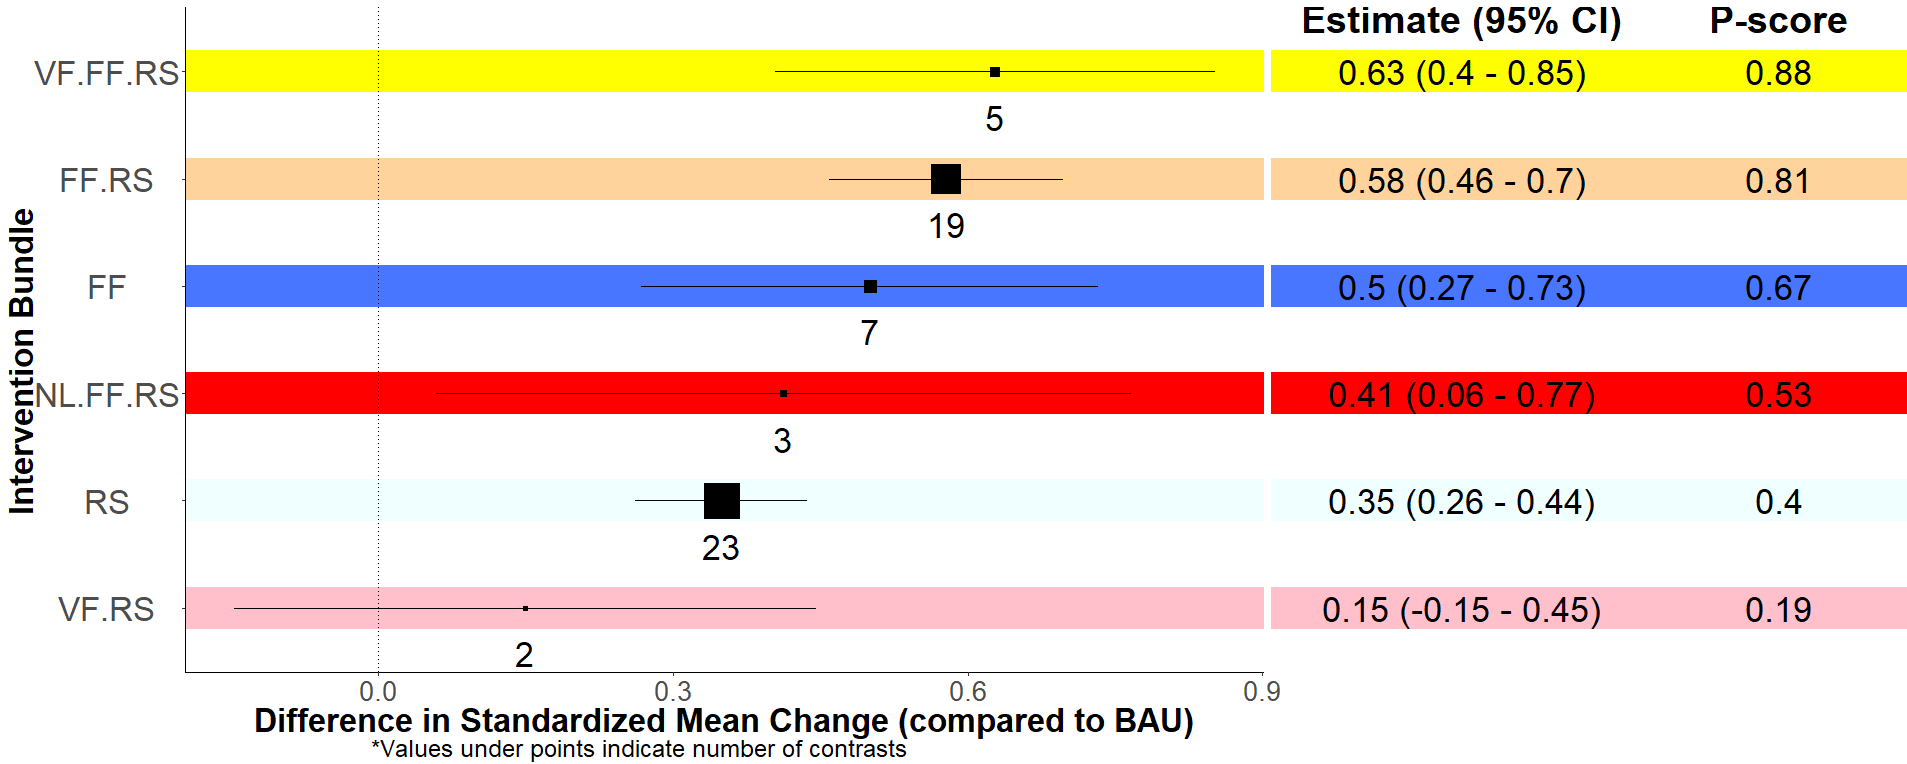 Estimate (95% CI) P-score
VF.FF.RS 0.63 (0.4 - 0.85) 0.88
5
FF.RS 0.58 (0.46 - 0.7) 0.81
19
FF 0.5 (0.27 - 0.73) 0.67
7
NL.FF.RS 0.41 (0.06 - 0.77) 0.53
3
RS 0.35 (0.26 - 0.44) 0.4
23
VF.RS 0.15 (-0.15 - 0.45) 0.19
2
Intervention Bundle
0.0 0.3 0.6 0.9
Difference in Standardized Mean Change (compared to BAU)
*Values under points indicate number of contrasts